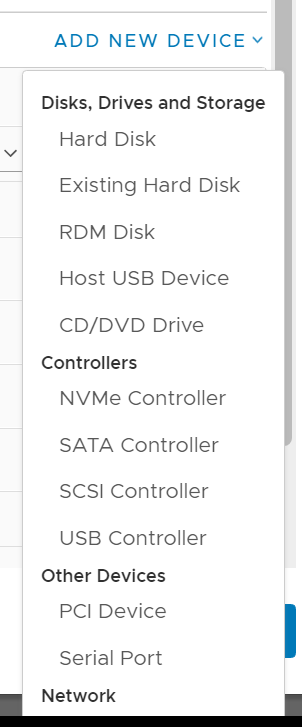 ADD NEW DEVICE
Disks, Drives and Storage
Hard Disk
Existing Hard Disk
RDM Disk
Host USB Device
CD/DVD Drive
Controllers
NVMe Controller
SATA Controller
SCSI Controller
USB Controller
Other Devices
PCI Device
Serial Port
Network